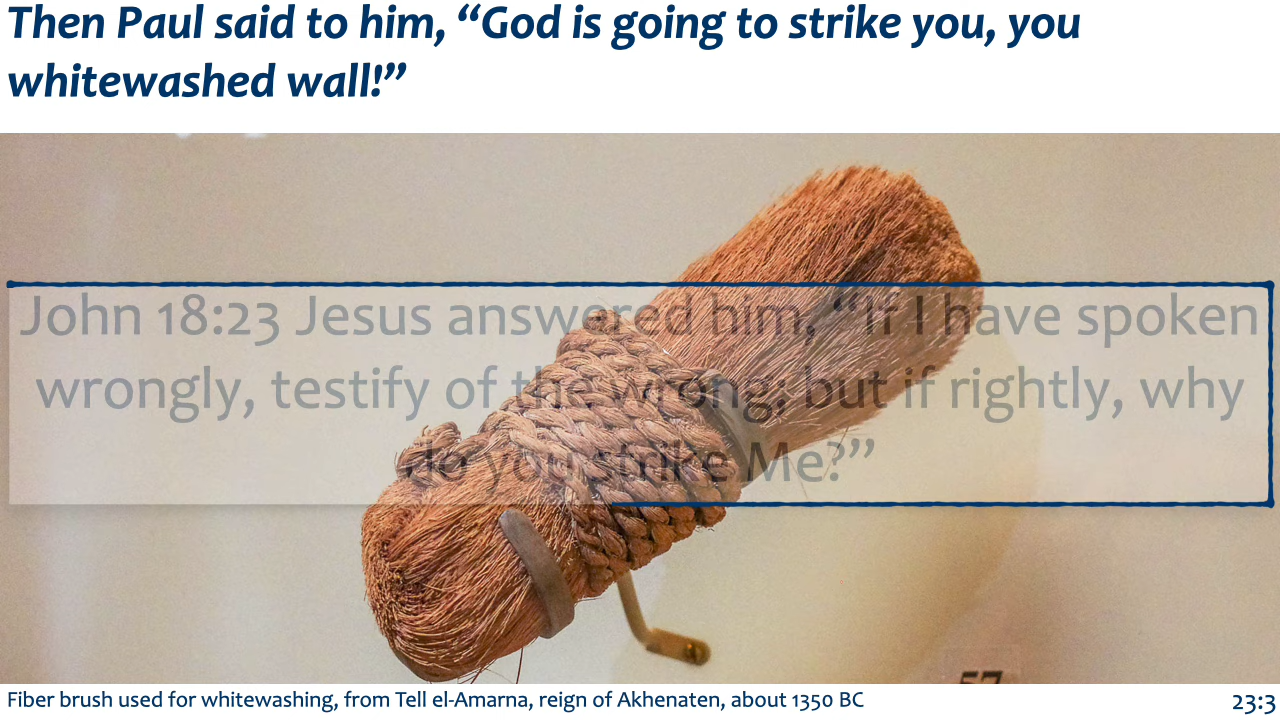 Then Paul said to him, “God is going to strike you, you
whitewashed wall!”
John 18:23 Jesus answered him, “If I have spoken
wrongly, testify of the wrong; but if rightly, why
do you strike Me?”
57
Fiber brush used for whitewashing, from Tell el-Amarna, reign of Akhenaten, about 1350 BC
23:3